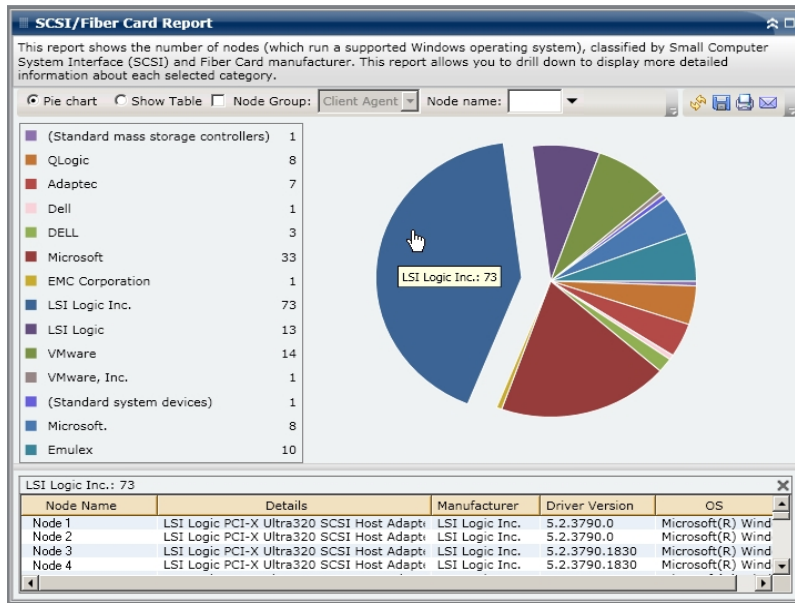 SCSI/Fiber Card Report
This report shows the number of nodes (which run a supported Windows operating system), classified by Small Computer
System Interface (SCSI) and Fiber Card manufacturer. This report allows you to drill down to display more detailed
information about each selected category.
Pie chart Show Table Node Group: Client Agent Node name:
(Standard mass storage controllers) 1
QLogic 8
Adaptec 7
Dell 1
DELL 3
Microsoft 33
EMC Corporation 1
LSI Logic Inc. 73
LSI Logic 13
VMware 14
VMware, Inc. 1
(Standard system devices) 1
Microsoft. 8
Emulex 10
LSI Logic Inc.: 73
LSI Logic Inc.: 73
Node Name Details Manufacturer Driver Version OS
Node 1 LSI Logic PCI-X Ultra320 SCSI Host Adapt LSI Logic Inc. 5.2.3790.0 Microsoft(R) Wind
Node 2 LSI Logic PCI-X Ultra320 SCSI Host Adapt LSI Logic Inc. 5.2.3790.0 Microsoft(R) Wind
Node 3 LSI Logic PCI-X Ultra320 SCSI Host Adapt LSI Logic Inc. 5.2.3790.1830 Microsoft(R) Wind
Node 4 LSI Logic PCI-X Ultra320 SCSI Host Adapt LSI Logic Inc. 5.2.3790.1830 Microsoft(R) Wind